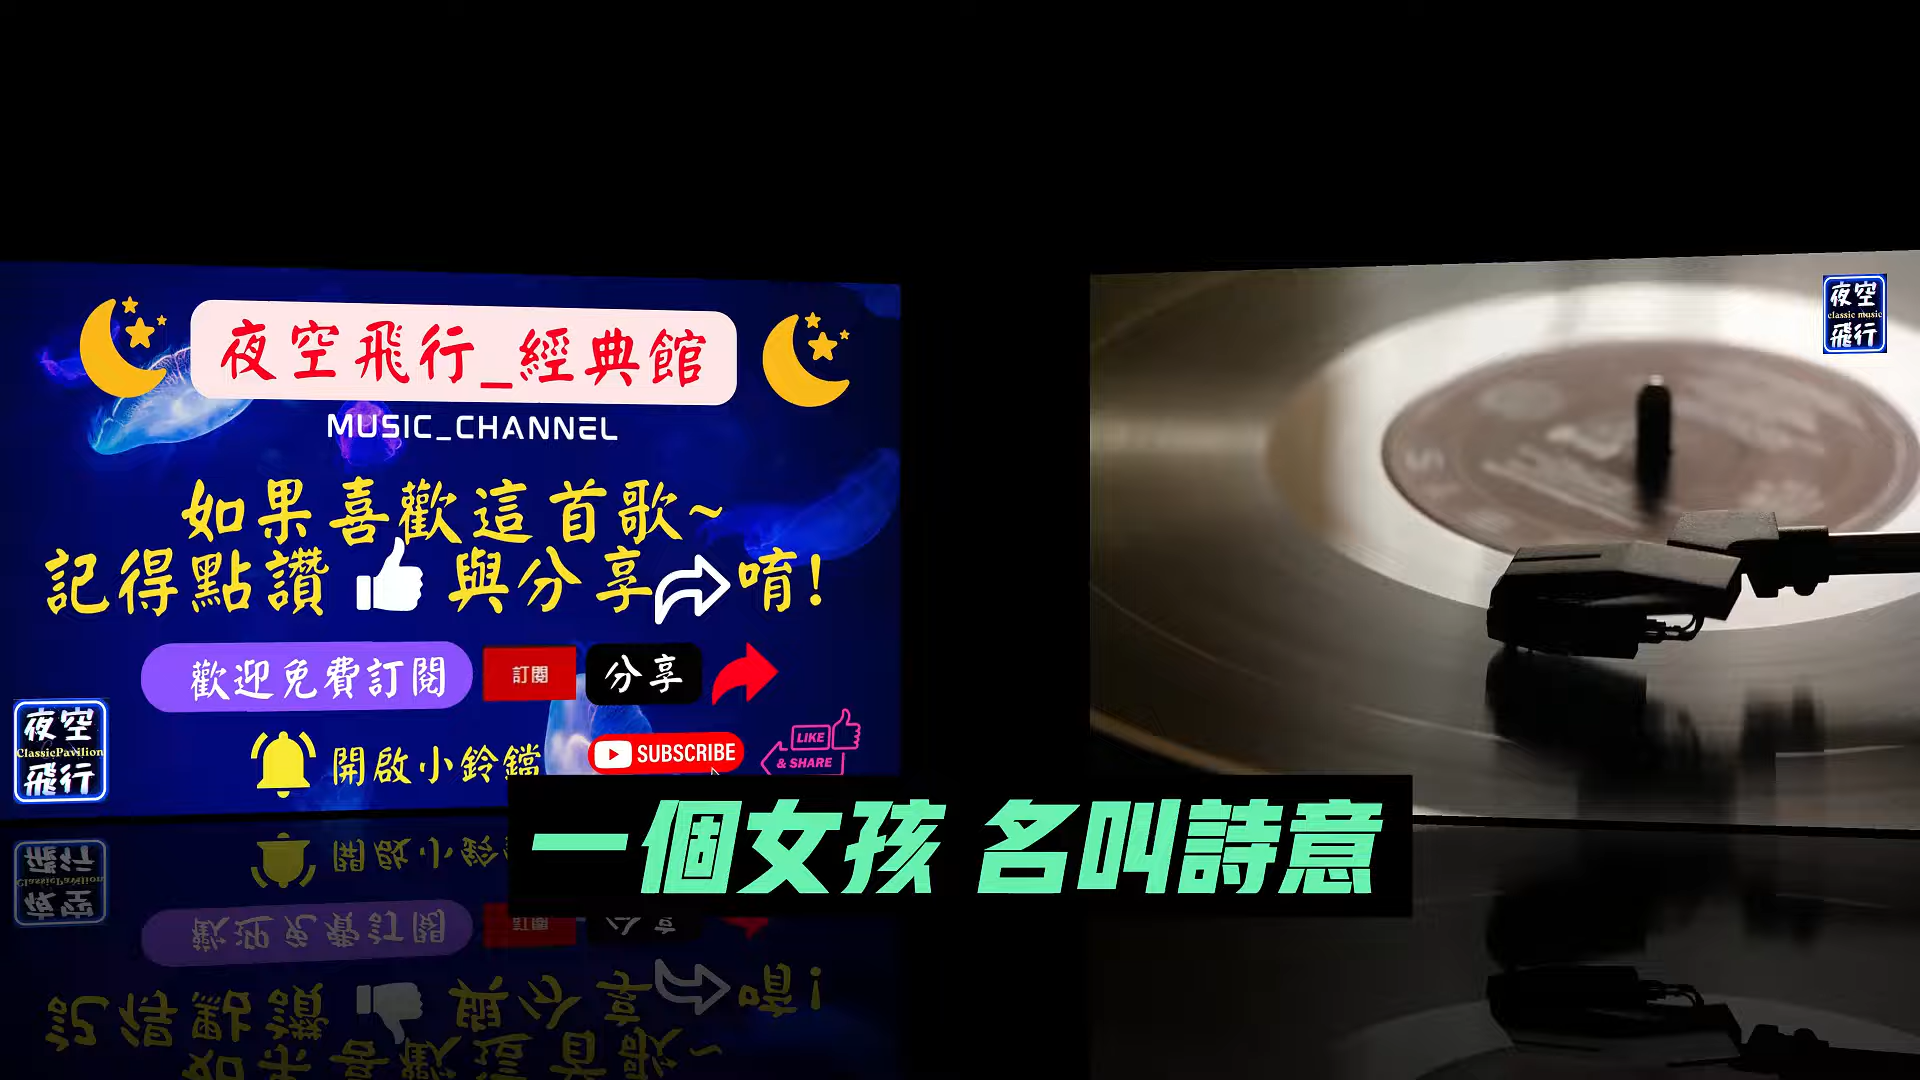 夜空飛行_經典館
MUSIC_CHANNEL
如果喜歡這首歌~
記得點讚與分享唷!
歡迎免費訂閱
訂閱
分享
夜空
ClassicPavilion
飛行
開啟小鈴鐺
SUBSCRIBE
LIKE
& SHARE
夜空
classic music
飛行
一個女孩 名叫詩意